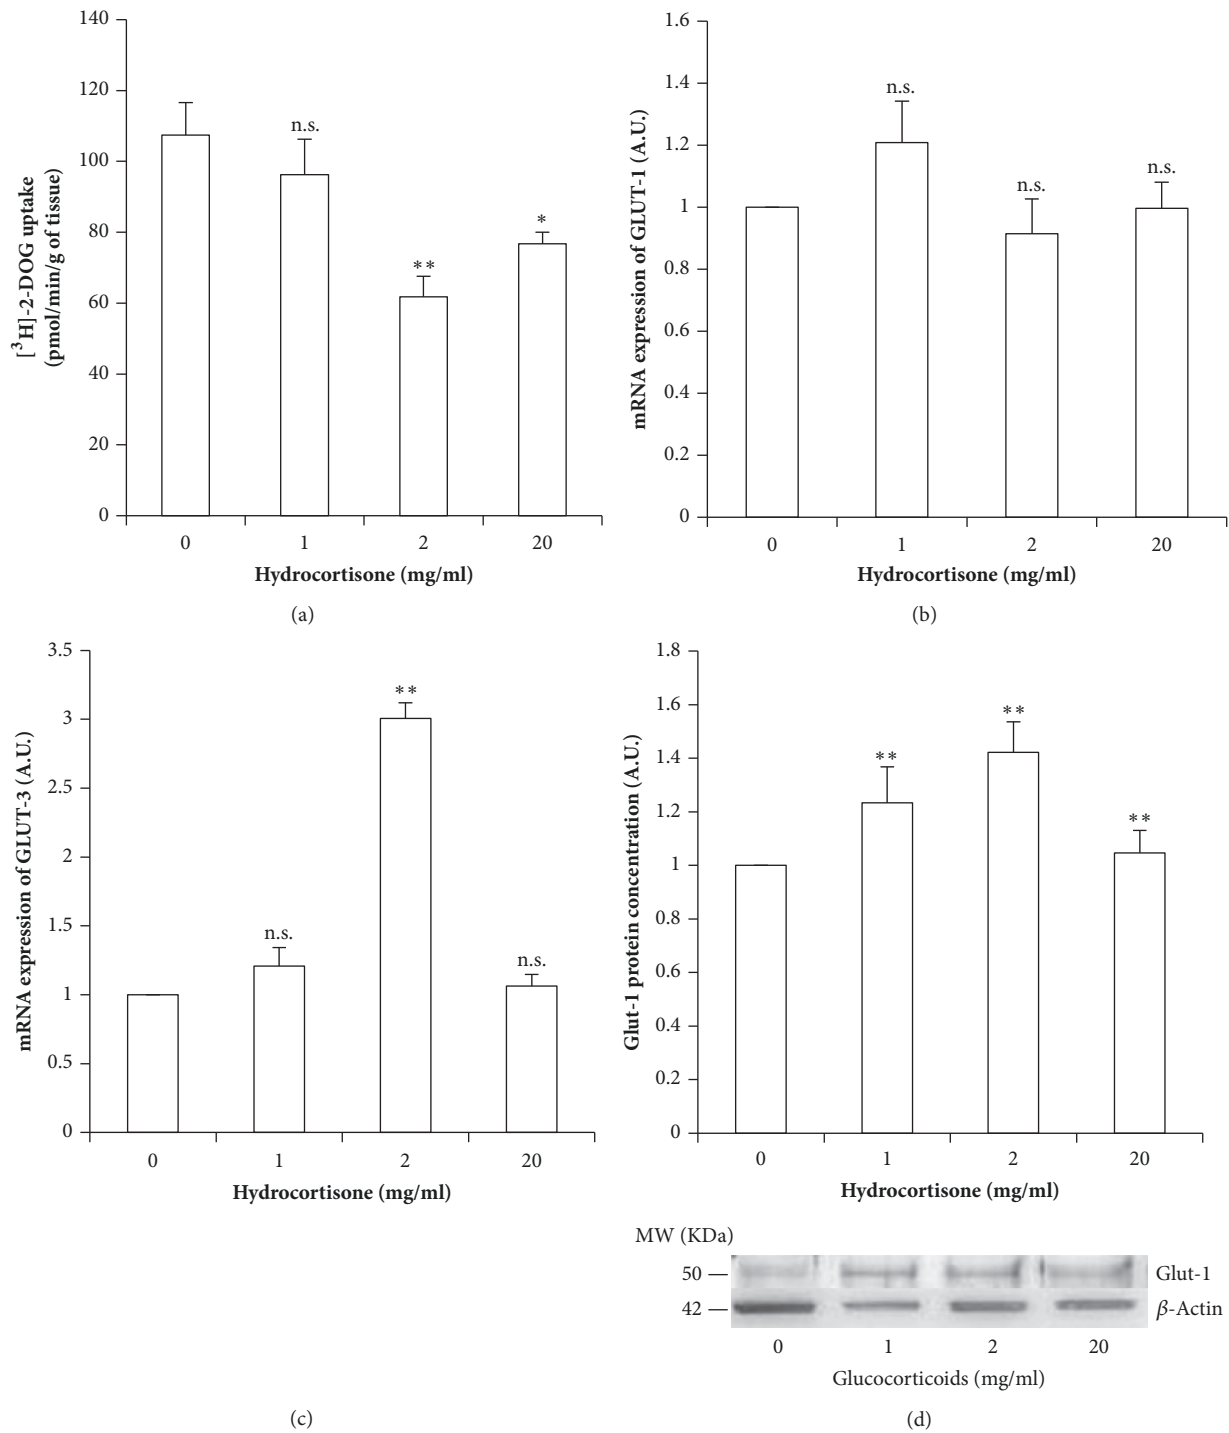 140
120
100
80
60
40
20
0
[³H]-2-DOG uptake
(pmol/min/g of tissue)
n.s.
**
*
0 1 2 20
Hydrocortisone (mg/ml)
(a)
1.6
1.4
1.2
1
0.8
0.6
0.4
0.2
0
mRNA expression of GLUT-1 (A.U.)
n.s.
n.s.
n.s.
0 1 2 20
Hydrocortisone (mg/ml)
(b)
3.5
3
2.5
2
1.5
1
0.5
0
mRNA expression of GLUT-3 (A.U.)
n.s.
**
n.s.
0 1 2 20
Hydrocortisone (mg/ml)
(c)
1.8
1.6
1.4
1.2
1
0.8
0.6
0.4
0.2
0
Glut-1 protein concentration (A.U.)
**
**
**
0 1 2 20
Hydrocortisone (mg/ml)
MW (KDa)
50 Glut-1
42 β-Actin
0 1 2 20
Glucocorticoids (mg/ml)
(d)